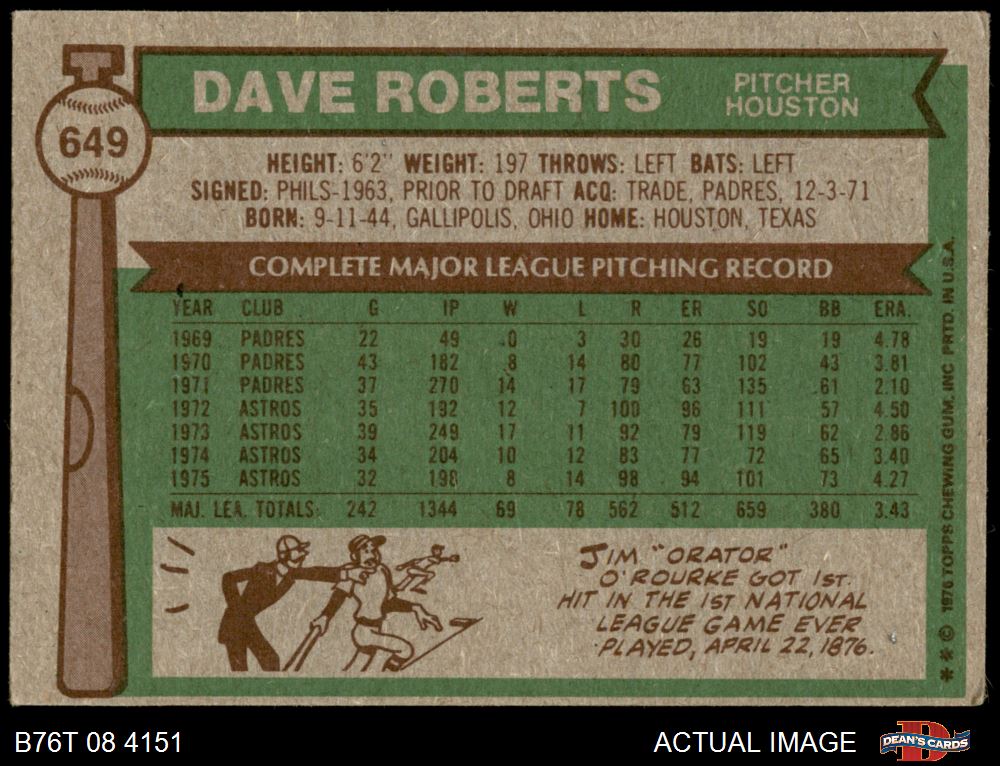 DAVE ROBERTS
PITCHER
HOUSTON
649
HEIGHT: 6'2" WEIGHT: 197 THROWS: LEFT BATS: LEFT
SIGNED: PHILS-1963, PRIOR TO DRAFT ACQ: TRADE, PADRES, 12-3-71
BORN: 9-11-44, GALLIPOLIS, OHIO HOME: HOUSTON, TEXAS
COMPLETE MAJOR LEAGUE PITCHING RECORD
YEAR CLUB G IP W L R ER SO BB ERA.
1969 PADRES 22 49 0 3 30 26 19 19 4.78
1970 PADRES 43 182 8 14 80 77 102 43 3.81
1971 PADRES 37 270 14 17 79 63 135 61 2.10
1972 ASTROS 35 192 12 7 100 96 111 57 4.50
1973 ASTROS 39 249 17 11 92 79 119 62 2.86
1974 ASTROS 34 204 10 12 83 77 72 65 3.40
1975 ASTROS 32 198 8 14 98 94 101 73 4.27
MAJ. LEA. TOTALS 242 1344 69 78 562 512 659 380 3.43
JIM "ORATOR"
O'ROURKE GOT 1ST.
HIT IN THE 1ST NATIONAL
LEAGUE GAME EVER
PLAYED, APRIL 22, 1876.
** © 1976 TOPPS CHEWING GUM, INC PRTD. IN U.S.A.
B76T 08 4151
ACTUAL IMAGE
D
DEAN'S CARDS